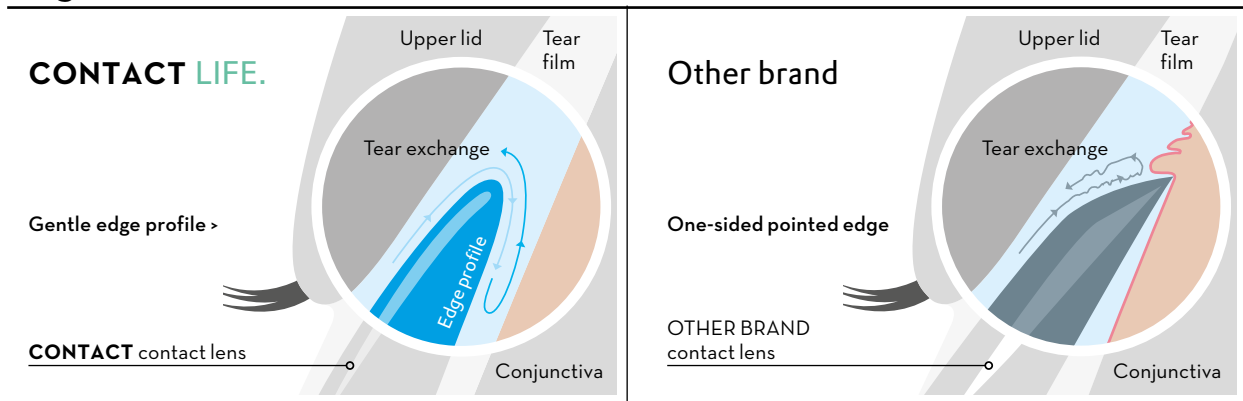 CONTACT LIFE.
Upper lid
Tear
film
Tear exchange
Gentle edge profile >
Edge profile
CONTACT contact lens
Conjunctiva
Other brand
Upper lid
Tear
film
Tear exchange
One-sided pointed edge
OTHER BRAND
contact lens
Conjunctiva